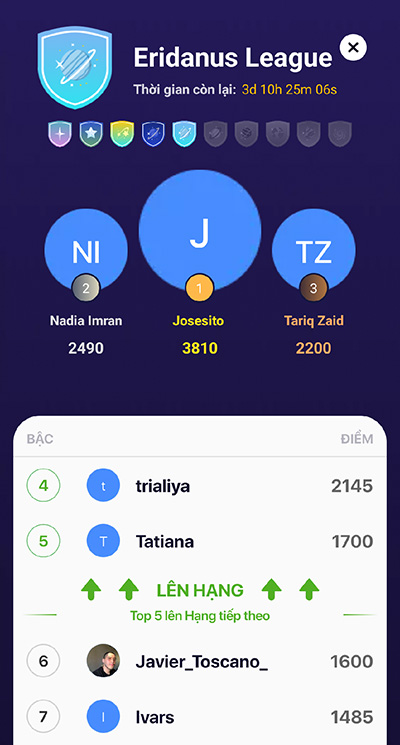 Eridanus League
Thời gian còn lại: 3d 10h 25m 06s
NI
J
TZ
2
1
3
Nadia Imran
Josesito
Tariq Zaid
2490
3810
2200
BẬC ĐIỂM
4 t trialiya 2145
5 T Tatiana 1700
LÊN HẠNG
Top 5 lên Hạng tiếp theo
6 Javier_Toscano_ 1600
7 I Ivars 1485